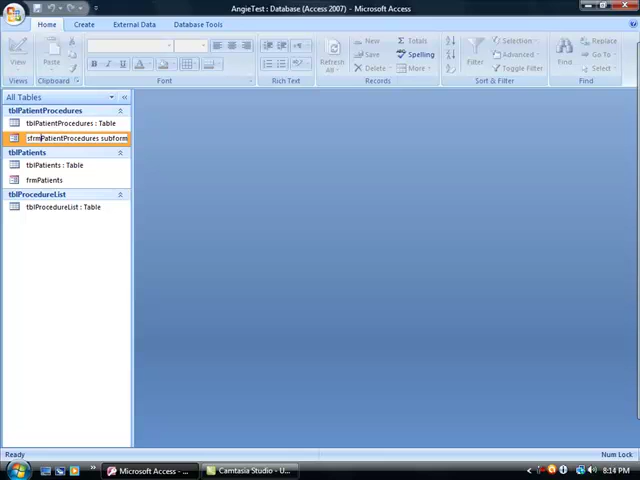 AngieTest : Database (Access 2007) - Microsoft Access
Home Create External Data Database Tools
View Paste B I U A Refresh All New Save Delete Σ Totals Spelling More Filter Selection Advanced Toggle Filter Find Replace Go To Select
Views Clipboard Font Rich Text Records Sort & Filter Find
All Tables
tblPatientProcedures
tblPatientProcedures : Table
sfrmPatientProcedures subform
tblPatients
tblPatients : Table
frmPatients
tblProcedureList
tblProcedureList : Table
Ready Num Lock
Microsoft Access - ... Camtasia Studio - U... 8:14 PM